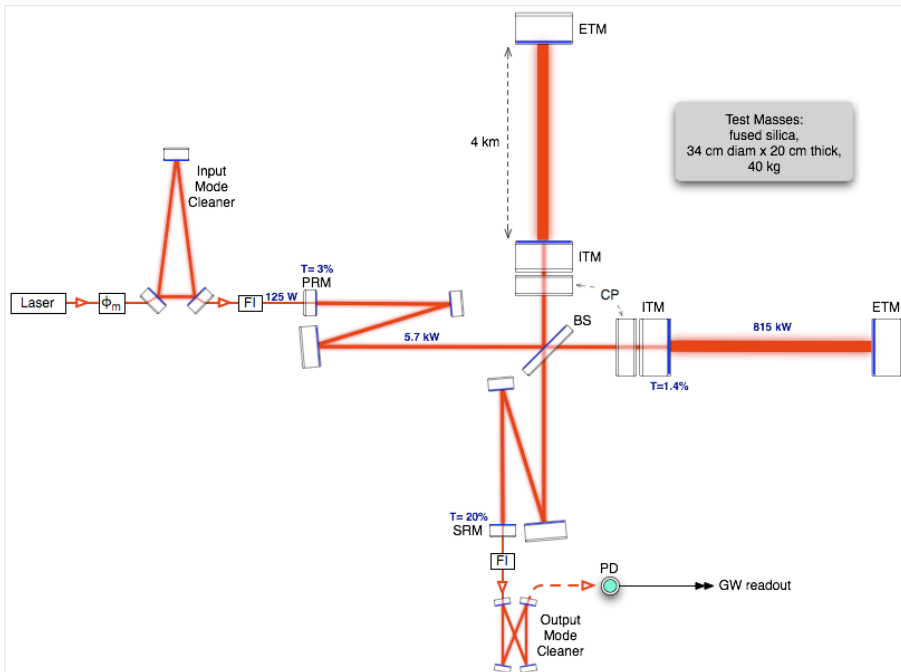 ETM
4 km
Test Masses:
fused silica,
34 cm diam x 20 cm thick,
40 kg
Input
Mode
Cleaner
ITM
T= 3%
PRM
Laser
ϕm
FI
125 W
CP
BS
ITM
ETM
5.7 kW
815 kW
T=1.4%
T= 20%
SRM
FI
PD
GW readout
Output
Mode
Cleaner